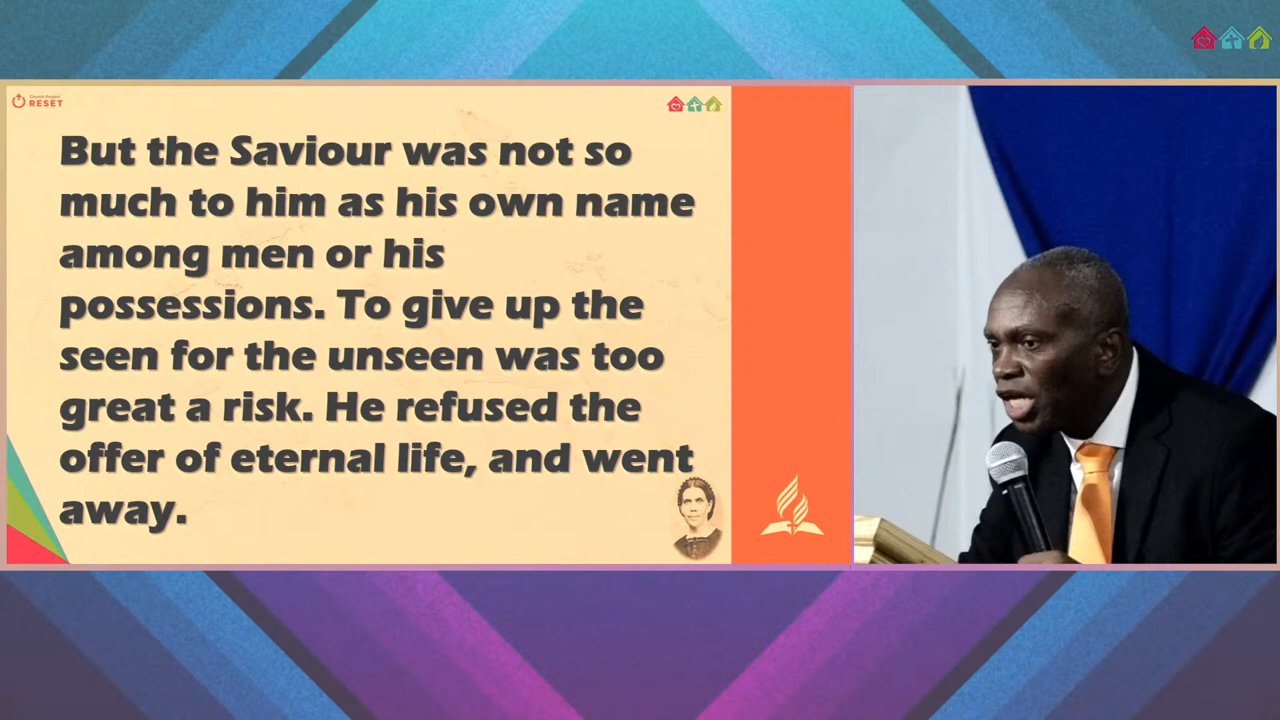 Church Project
RESET
But the Saviour was not so
much to him as his own name
among men or his
possessions. To give up the
seen for the unseen was too
great a risk. He refused the
offer of eternal life, and went
away.